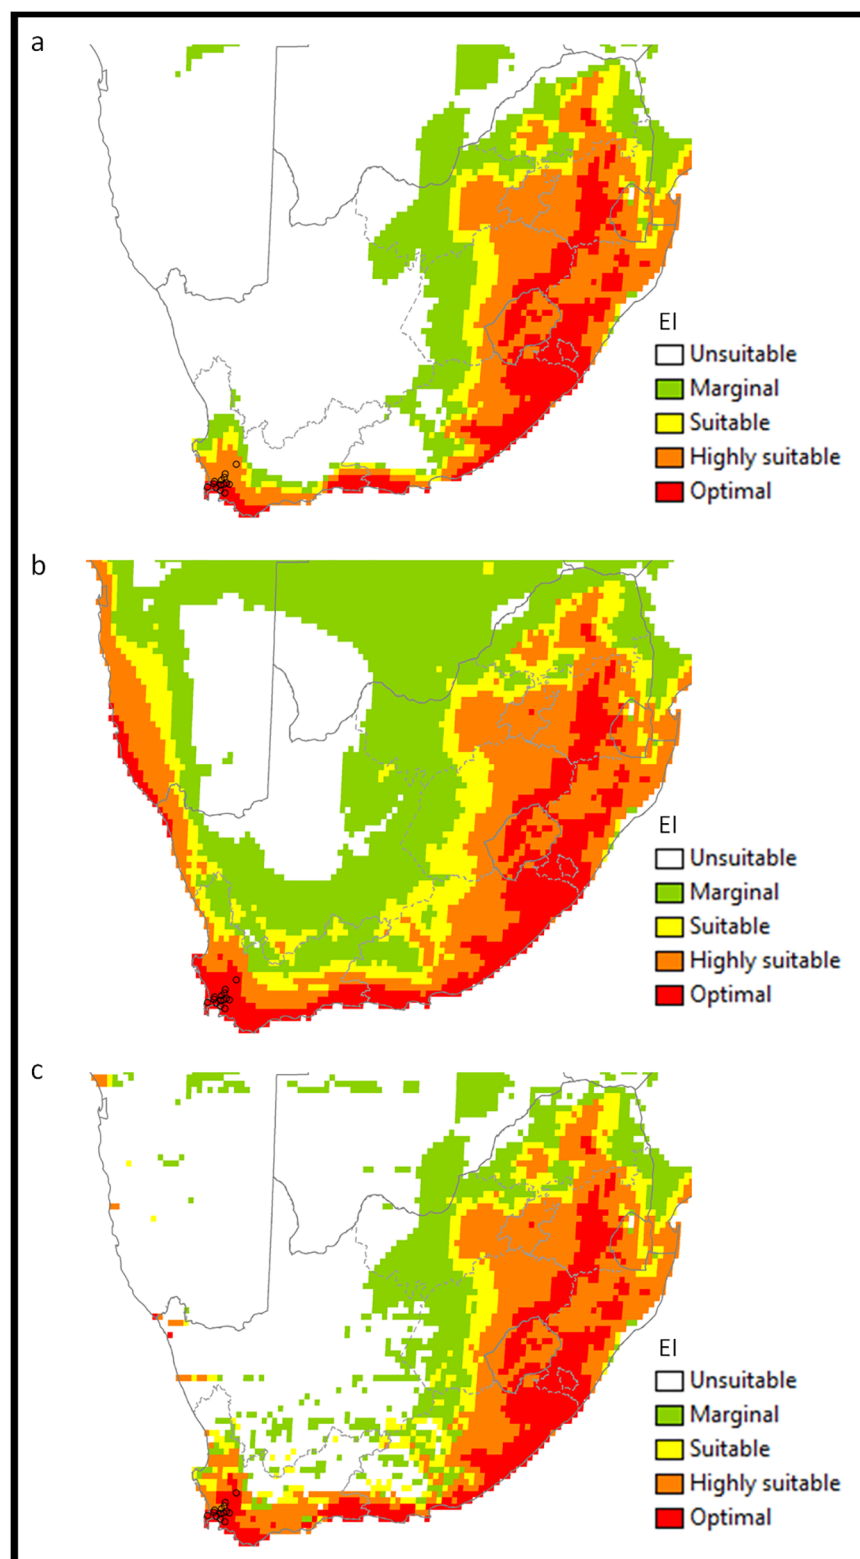 a
EI
Unsuitable
Marginal
Suitable
Highly suitable
Optimal
b
EI
Unsuitable
Marginal
Suitable
Highly suitable
Optimal
c
EI
Unsuitable
Marginal
Suitable
Highly suitable
Optimal